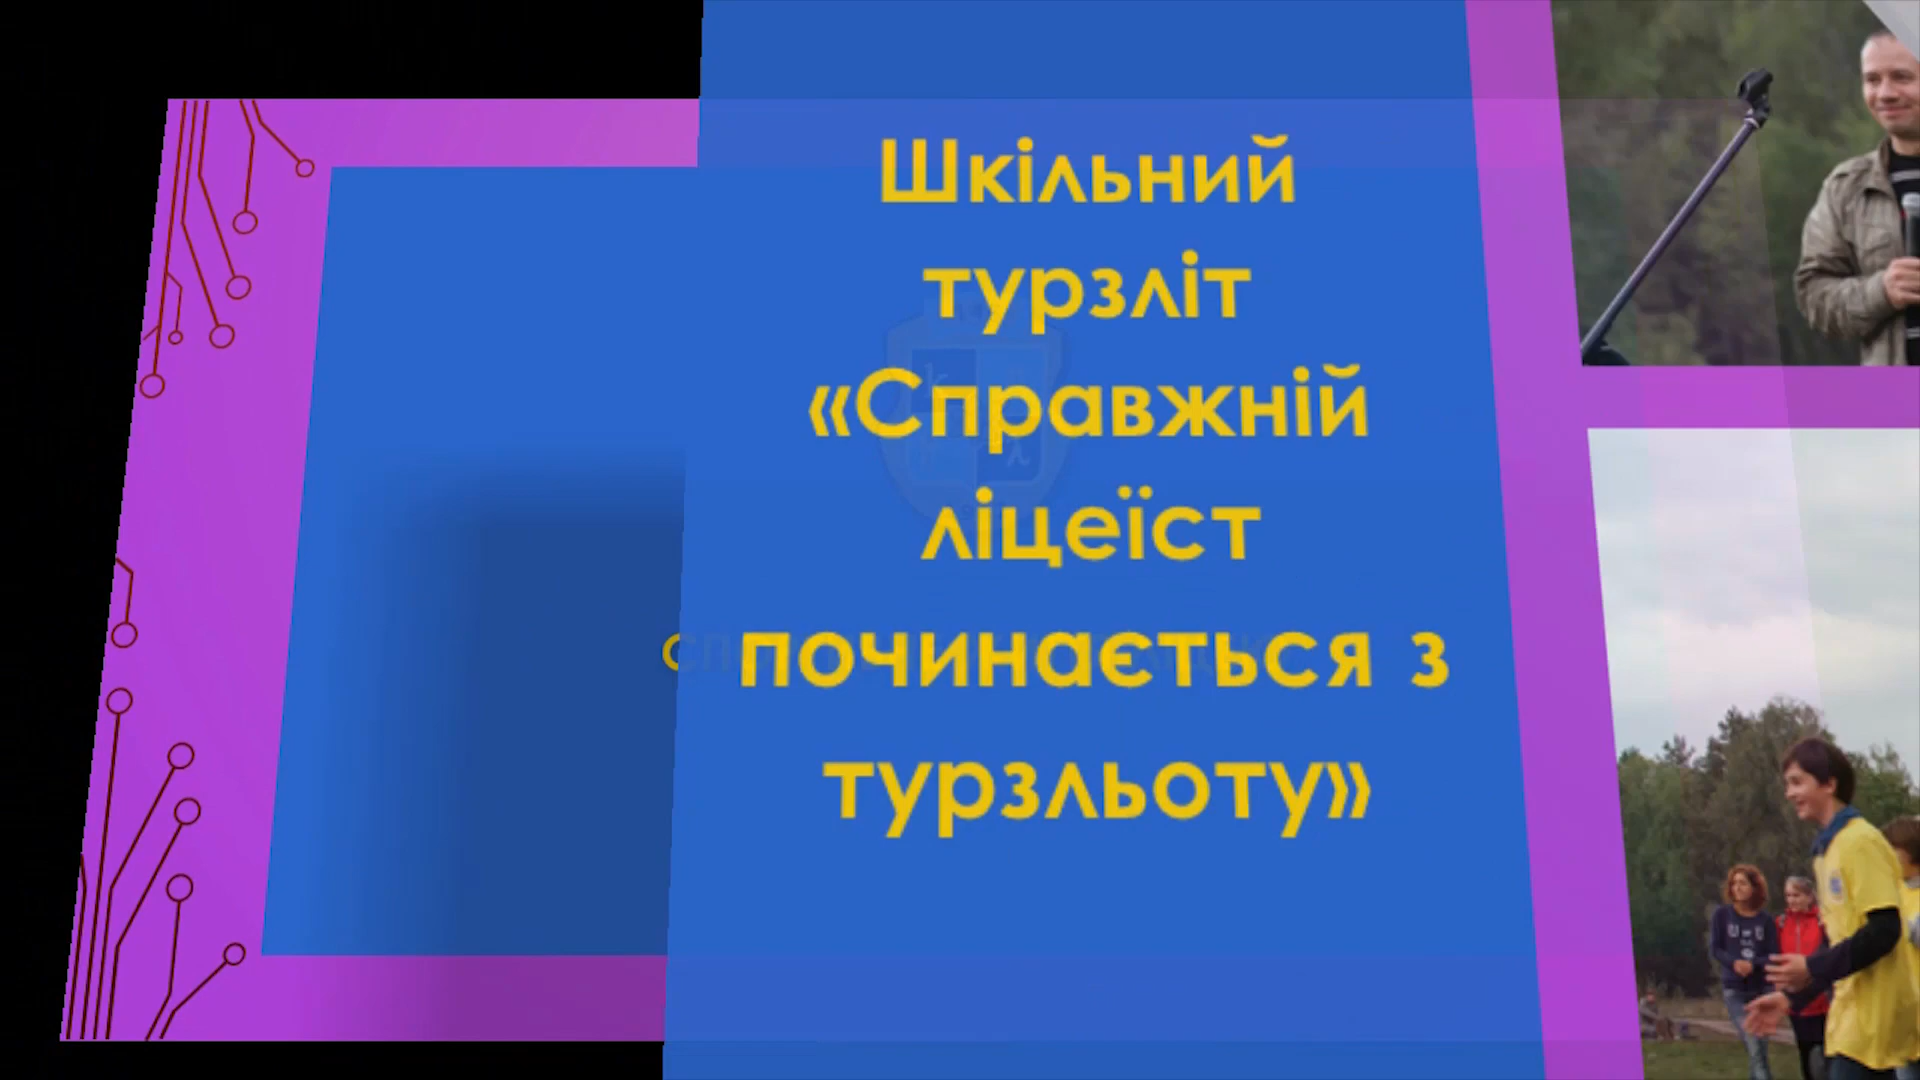 Шкільний
турзліт
«Справжній
ліцеїст
починається з
турзльоту»